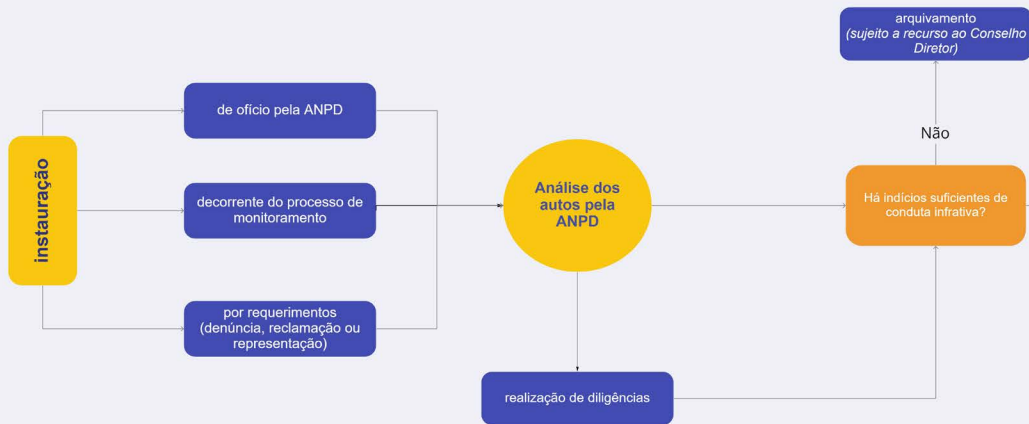 instauração
de ofício pela ANPD
decorrente do processo de
monitoramento
por requerimentos
(denúncia, reclamação ou
representação)
Análise dos
autos pela
ANPD
realização de diligências
arquivamento
(sujeito a recurso ao Conselho
Diretor)
Não
Há indícios suficientes de
conduta infrativa?